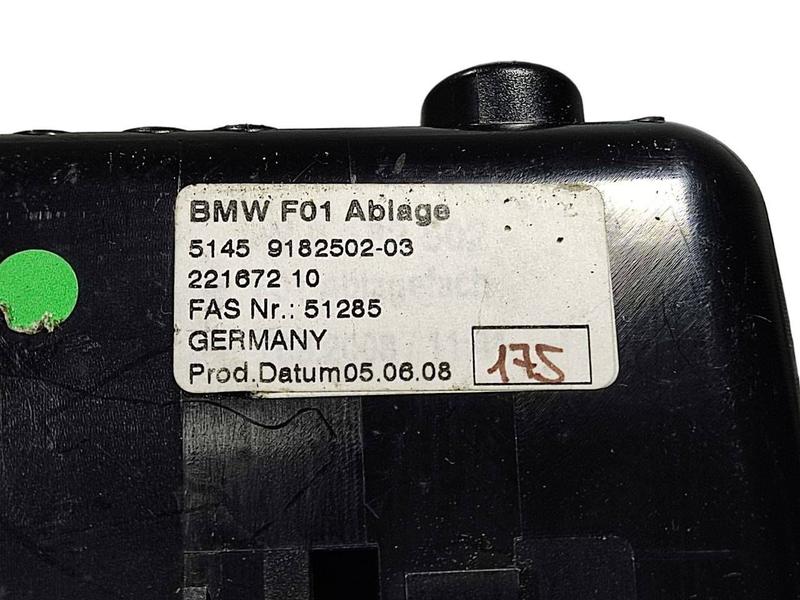 BMW F01 Ablage
5145 9182502-03
221672 10
FAS Nr.: 51285
GERMANY
Prod.Datum05.06.08
175